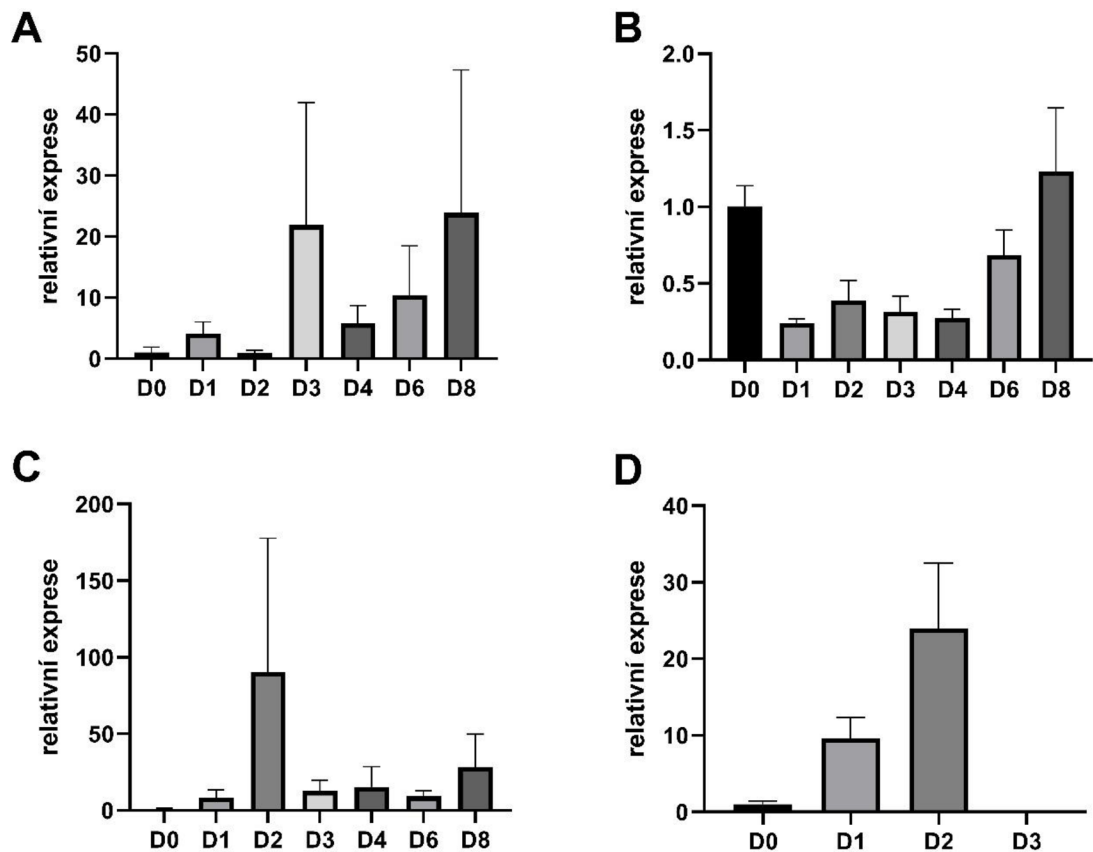 A
relativní exprese
50
40
30
20
10
0
D0 D1 D2 D3 D4 D6 D8
B
relativní exprese
2.0
1.5
1.0
0.5
0.0
D0 D1 D2 D3 D4 D6 D8
C
relativní exprese
200
150
100
50
0
D0 D1 D2 D3 D4 D6 D8
D
relativní exprese
40
30
20
10
0
D0 D1 D2 D3